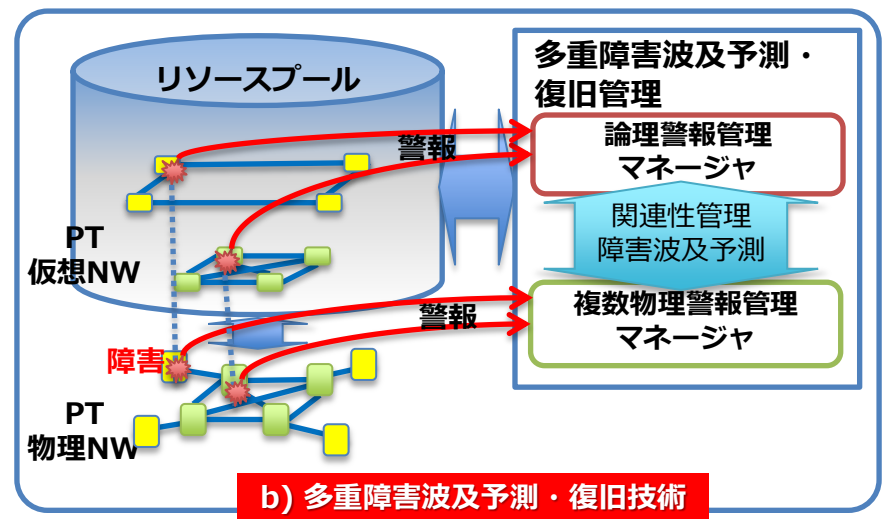 リソースプール
多重障害波及予測・
復旧管理
論理警報管理
マネージャ
警報
関連性管理
障害波及予測
PT
仮想NW
複数物理警報管理
マネージャ
警報
障害
PT
物理NW
b) 多重障害波及予測・復旧技術